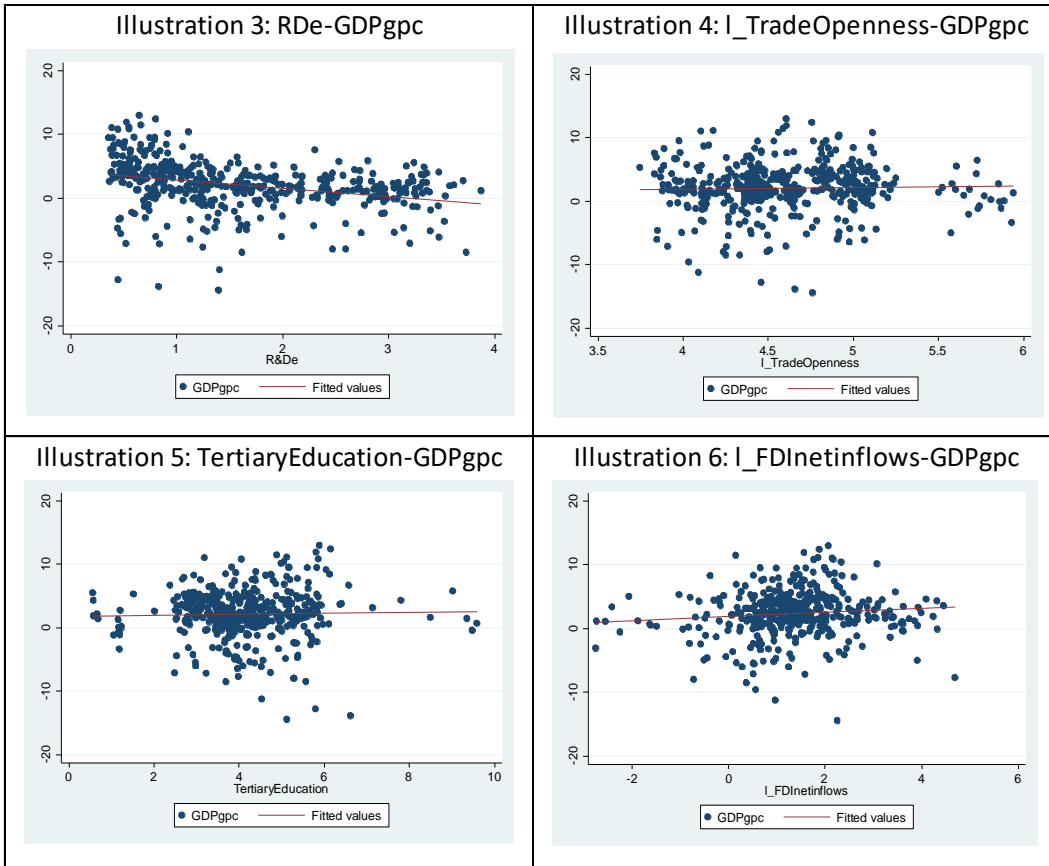 Illustration 3: RDe-GDPgpc
20
10
0
-10
-20
0 1 2 3 4
R&De
GDPgpc Fitted values
Illustration 4: l_TradeOpenness-GDPgpc
20
10
0
-10
-20
3.5 4 4.5 5 5.5 6
l_TradeOpenness
GDPgpc Fitted values
Illustration 5: TertiaryEducation-GDPgpc
20
10
0
-10
-20
0 2 4 6 8 10
TertiaryEducation
GDPgpc Fitted values
Illustration 6: l_FDInetinflows-GDPgpc
20
10
0
-10
-20
-2 0 2 4 6
l_FDInetinflows
GDPgpc Fitted values